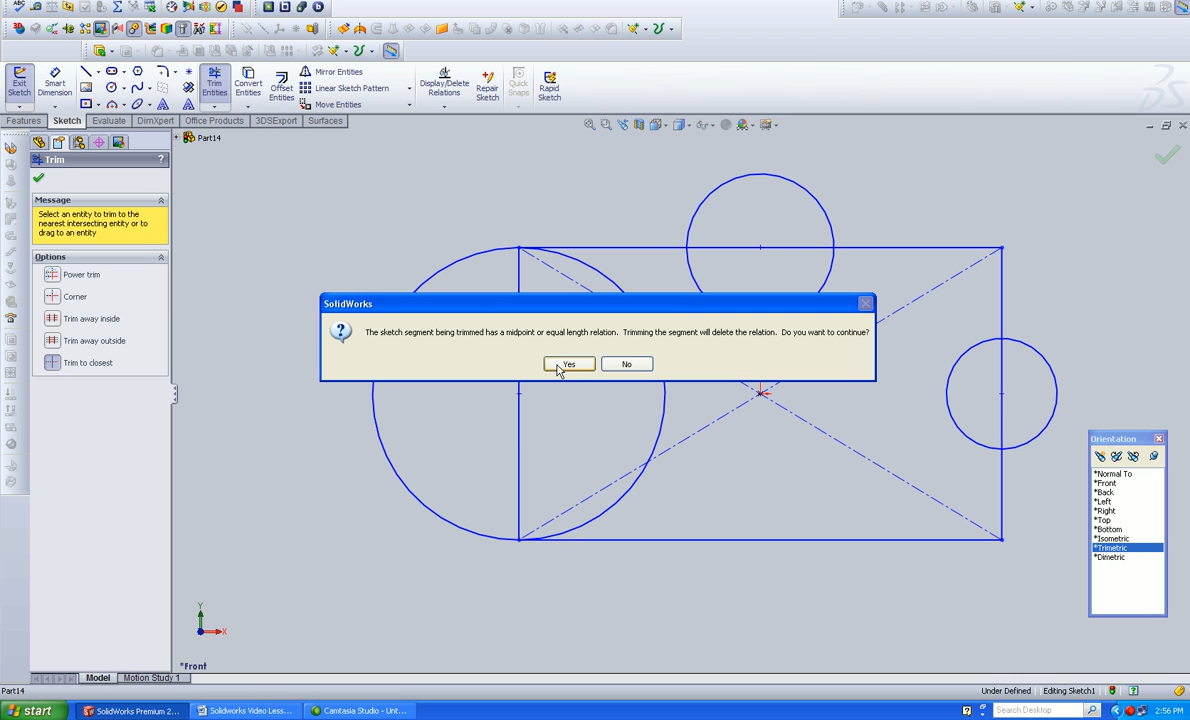 ABC
Exit
Sketch
Smart
Dimension
Trim
Entities
Convert
Entities
Offset
Entities
Mirror Entities
Linear Sketch Pattern
Move Entities
Display/Delete
Relations
Repair
Sketch
Quick
Snaps
Rapid
Sketch
Features
Sketch
Evaluate
DimXpert
Office Products
3DSExport
Surfaces
Part14
Trim
?
Message
Select an entity to trim to the
nearest intersecting entity or to
drag to an entity
Options
Power trim
Corner
Trim away inside
Trim away outside
Trim to closest
SolidWorks
The sketch segment being trimmed has a midpoint or equal length relation. Trimming the segment will delete the relation. Do you want to continue?
Yes
No
Orientation
*Normal To
*Front
*Back
*Left
*Right
*Top
*Bottom
*Isometric
*Trimetric
*Dimetric
Y
X
*Front
Model
Motion Study 1
Part14
Under Defined
Editing Sketch1
start
SolidWorks Premium 2...
Solidworks Video Less...
Camtasia Studio - Unt...
Search Desktop
2:56 PM